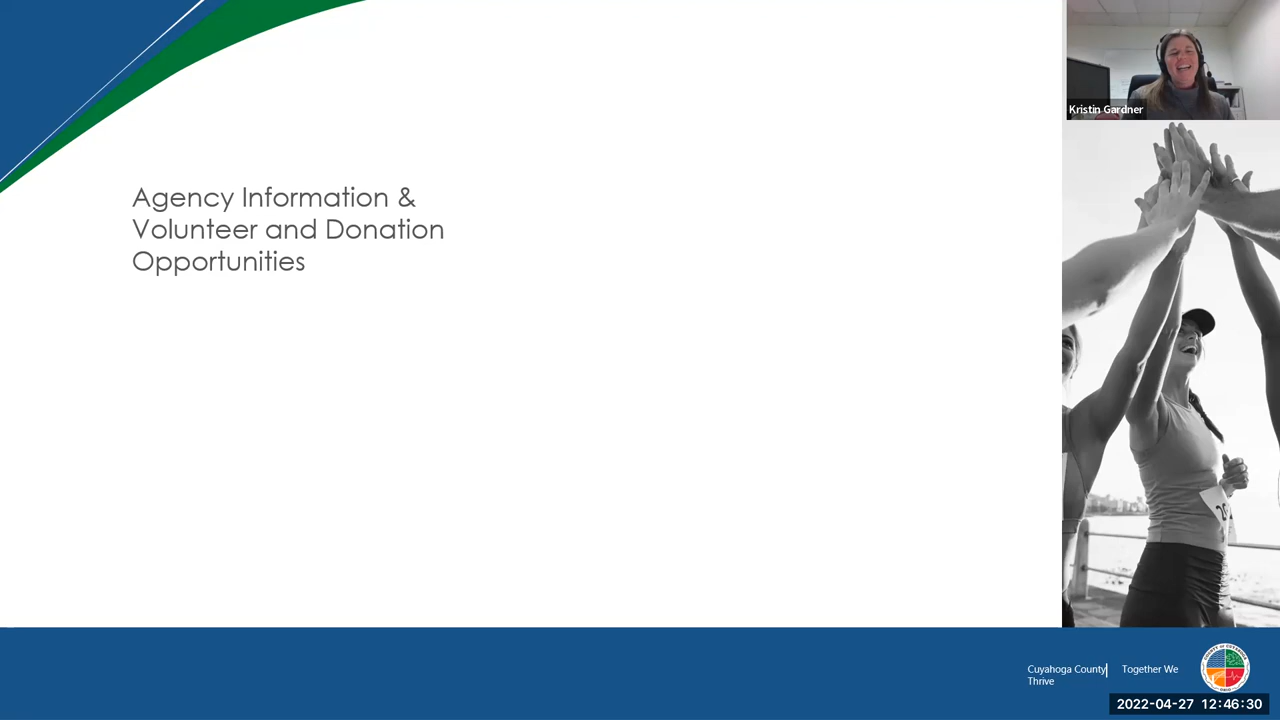 Kristin Gardner
Agency Information &
Volunteer and Donation
Opportunities
Cuyahoga County| Together We
Thrive
2022-04-27 12:46:30